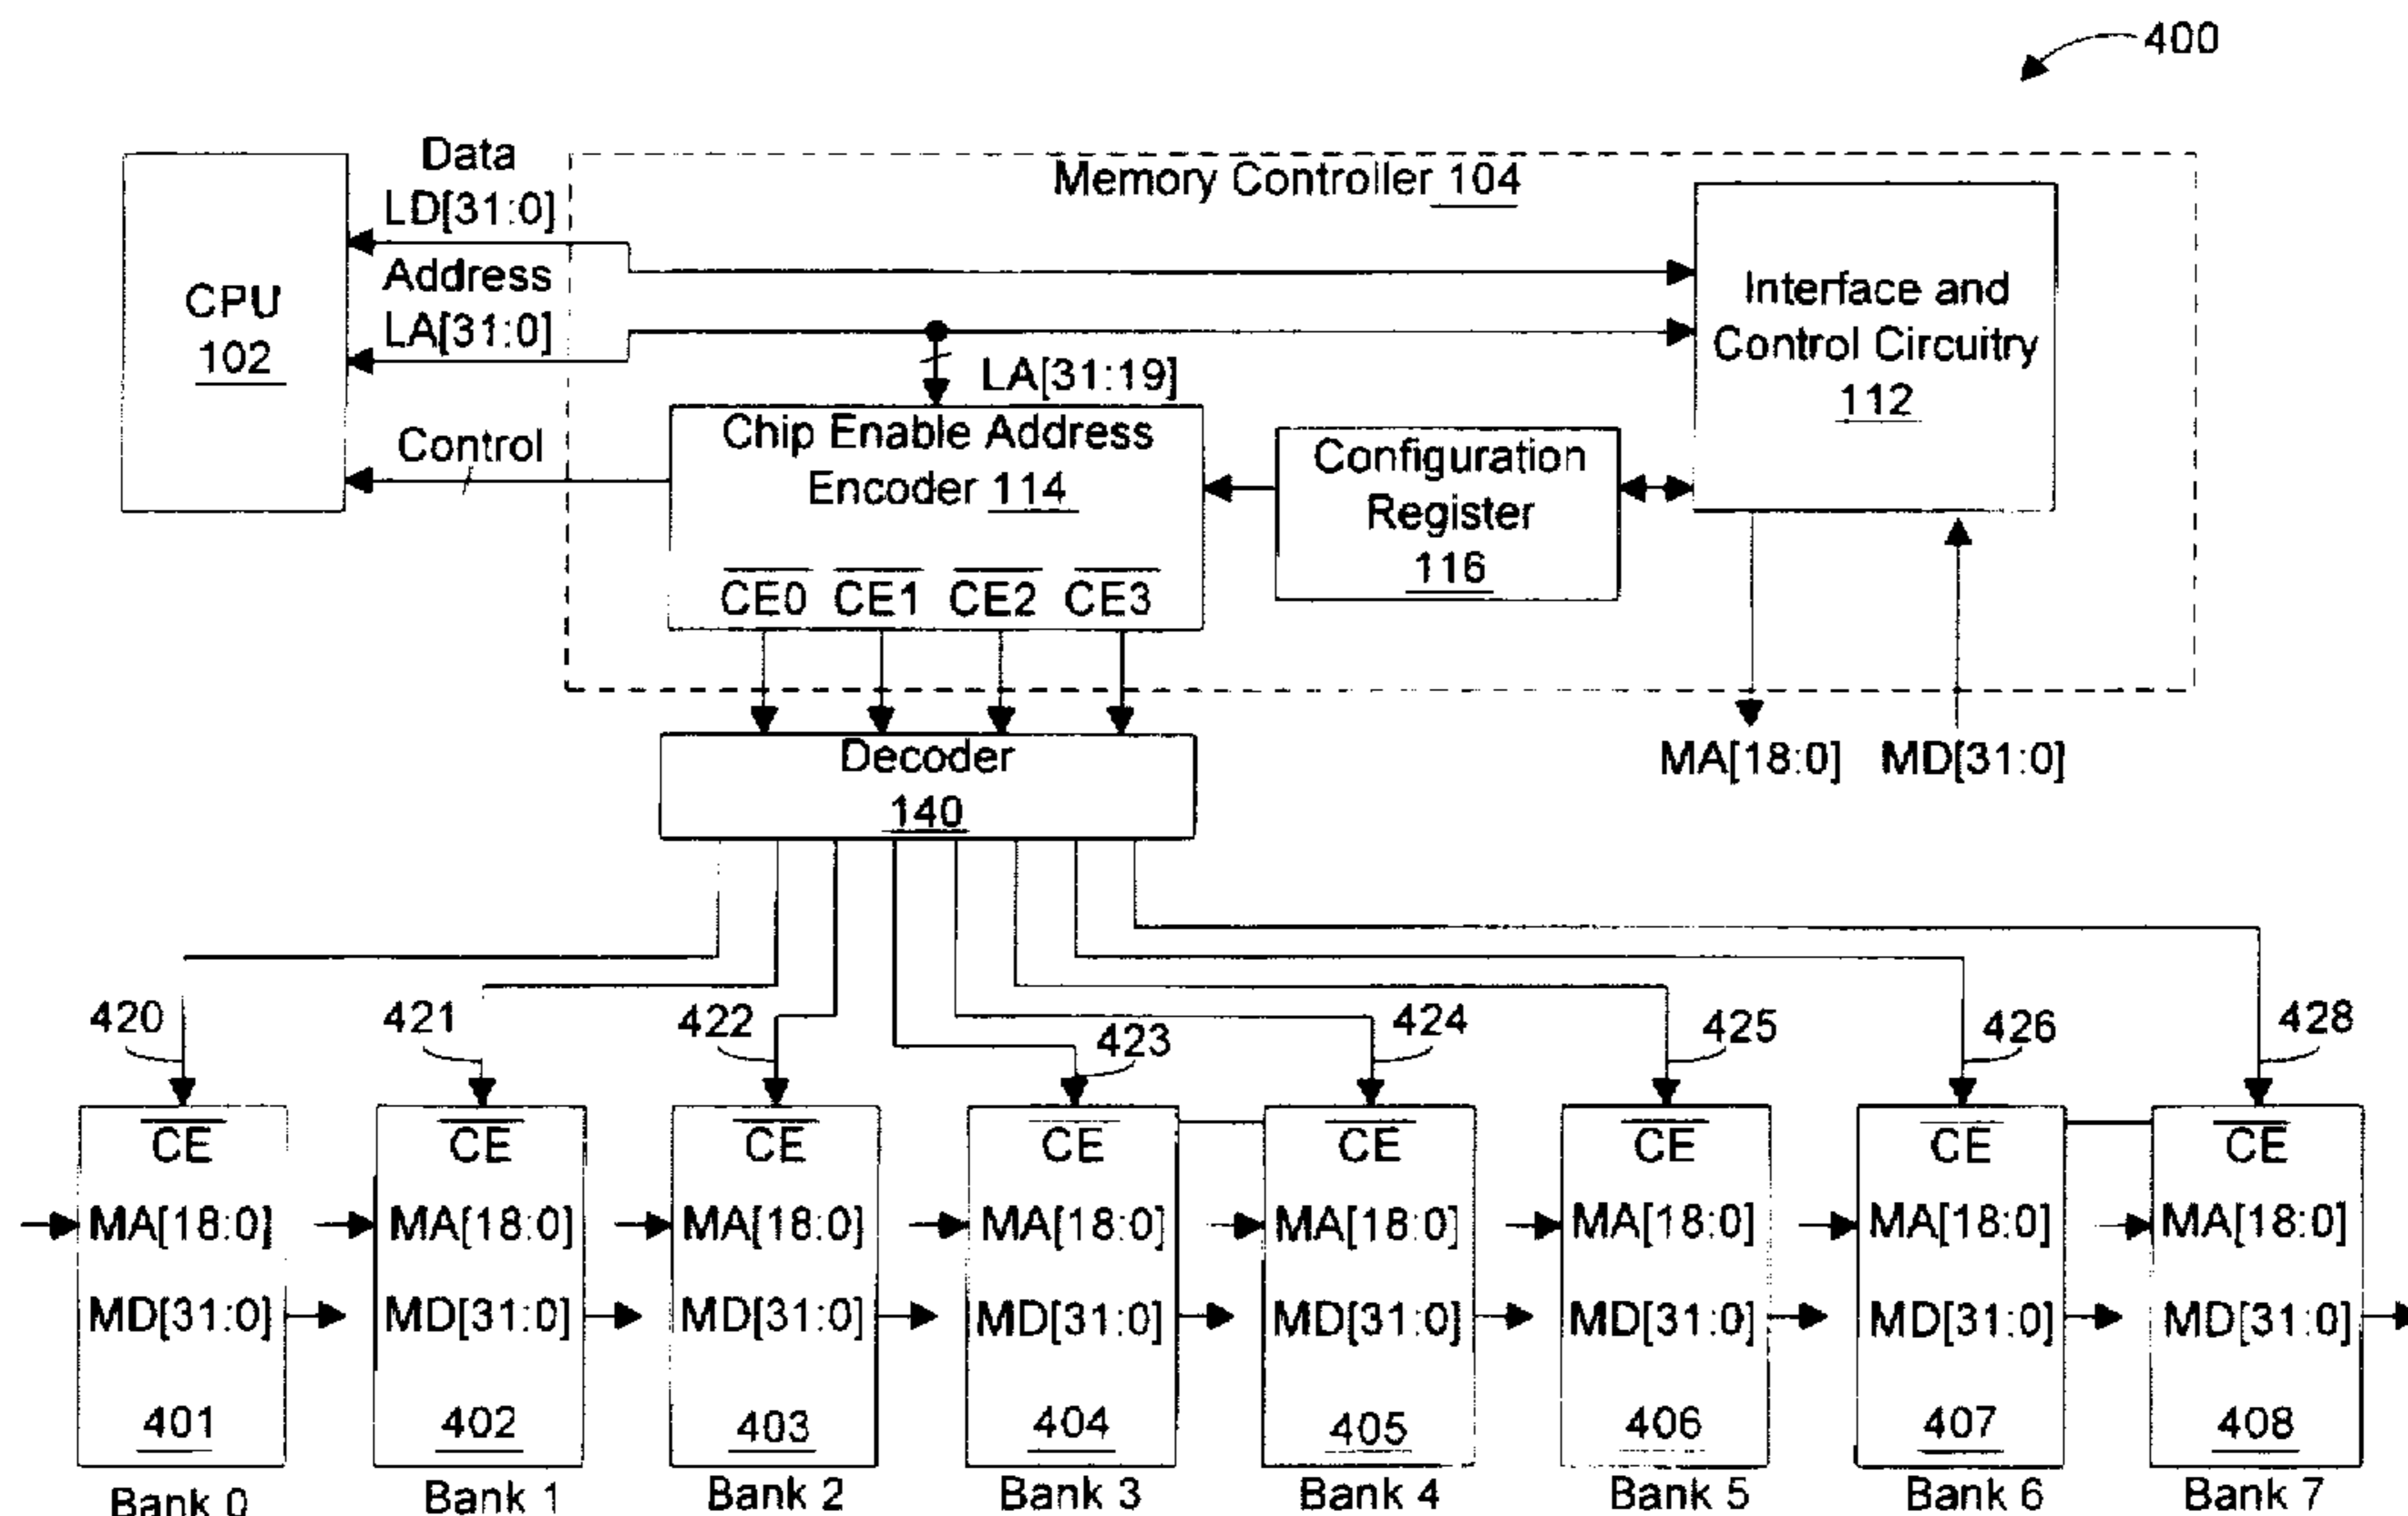 400
Data
LD[31:0]
Address
LA[31:0]
Control
CPU
102
Memory Controller 104
Interface and
Control Circuitry
112
LA[31:19]
Chip Enable Address
Encoder 114
CE0 CE1 CE2 CE3
Configuration
Register
116
MA[18:0] MD[31:0]
Decoder
140
420 421 422 423 424 425 426 428
CE CE CE CE CE CE CE CE
MA[18:0] MA[18:0] MA[18:0] MA[18:0] MA[18:0] MA[18:0] MA[18:0] MA[18:0]
MD[31:0] MD[31:0] MD[31:0] MD[31:0] MD[31:0] MD[31:0] MD[31:0] MD[31:0]
401 402 403 404 405 406 407 408
Bank 0 Bank 1 Bank 2 Bank 3 Bank 4 Bank 5 Bank 6 Bank 7